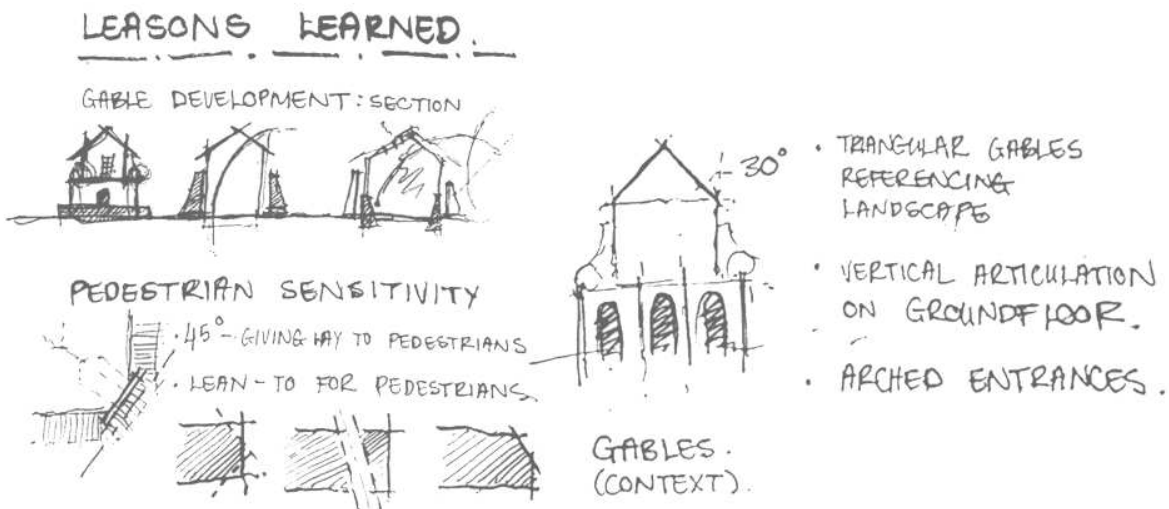 LEASONS LEARNED.
GABLE DEVELOPMENT: SECTION
PEDESTRIAN SENSITIVITY
· 45° - GIVING WAY TO PEDESTRIANS
· LEAN-TO FOR PEDESTRIANS
30°
GABLES.
(CONTEXT).
· TRIANGULAR GABLES
REFERENCING
LANDSCAPE
· VERTICAL ARTICULATION
ON GROUNDFLOOR.
· ARCHED ENTRANCES.